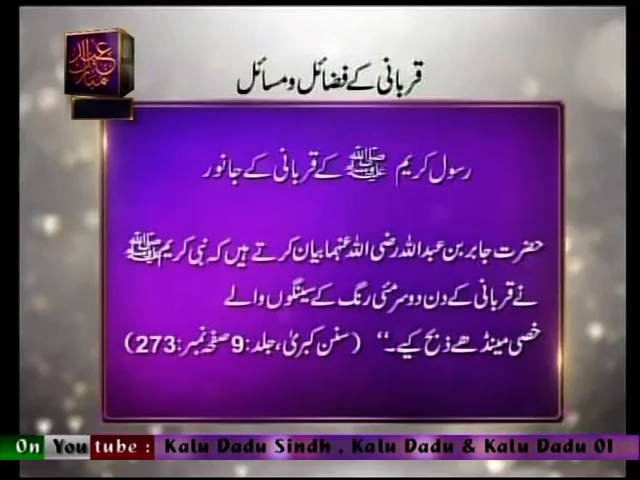 عید الاضحیٰ مبارک
قربانی کے فضائل و مسائل
رسول کریم ﷺ کے قربانی کے جانور
حضرت جابر بن عبداللہ رضی اللہ عنہما بیان کرتے ہیں کہ نبی کریم ﷺ
نے قربانی کے دن دو سرمئی رنگ کے سینگوں والے
خصی مینڈھے ذبح کیے۔‘‘ (سنن کبریٰ، جلد:9 صفحہ نمبر:273)
On You tube : Kalu Dadu Sindh , Kalu Dadu & Kalu Dadu 01